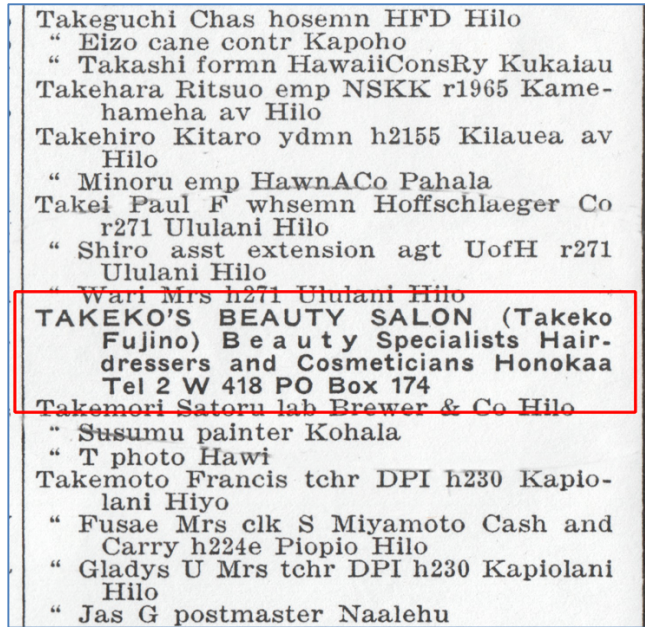 Takeguchi Chas hosemn HFD Hilo
“ Eizo cane contr Kapoho
“ Takashi formn HawaiiConsRy Kukaiau
Takehara Ritsuo emp NSKK r1965 Kame-
hameha av Hilo
Takehiro Kitaro ydmn h2155 Kilauea av
Hilo
“ Minoru emp HawnACo Pahala
Takei Paul F whsemn Hoffschlaeger Co
r271 Ululani Hilo
“ Shiro asst extension agt UofH r271
Ululani Hilo
“ Wari Mrs h271 Ululani Hilo
TAKEKO'S BEAUTY SALON (Takeko
Fujino) Beauty Specialists Hair-
dressers and Cosmeticians Honokaa
Tel 2 W 418 PO Box 174
Takemori Satoru lab Brewer & Co Hilo
“ Susumu painter Kohala
“ T photo Hawi
Takemoto Francis tchr DPI h230 Kapio-
lani Hiyo
“ Fusae Mrs clk S Miyamoto Cash and
Carry h224e Piopio Hilo
“ Gladys U Mrs tchr DPI h230 Kapiolani
Hilo
“ Jas G postmaster Naalehu